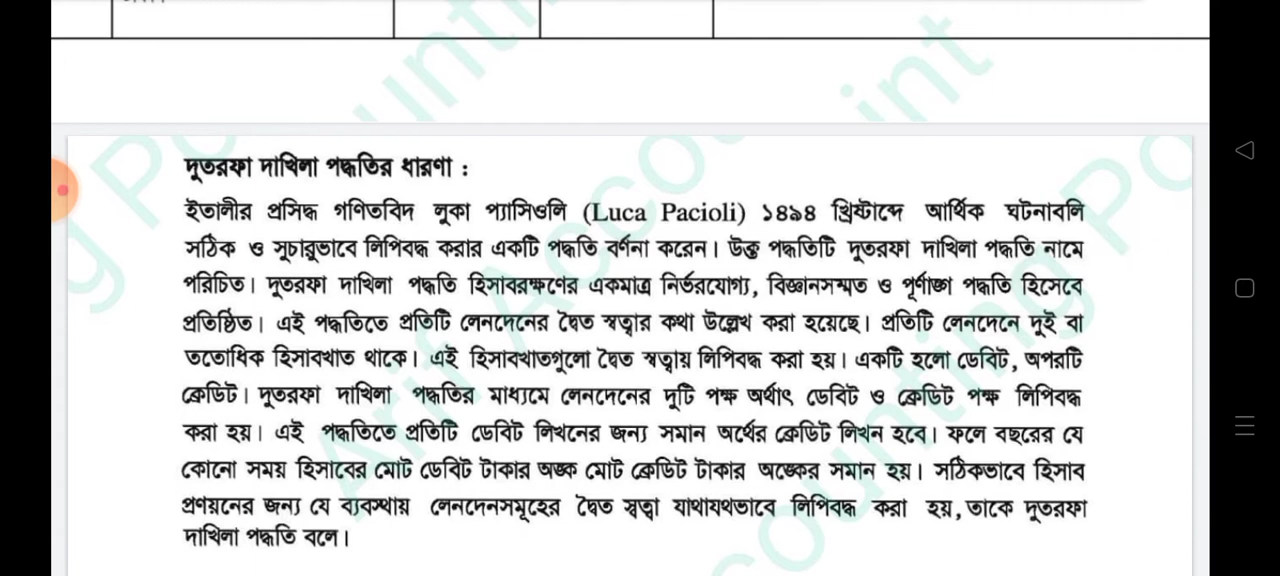 দুতরফা দাখিলা পদ্ধতির ধারণা :
ইতালীর প্রসিদ্ধ গণিতবিদ লুকা প্যাসিওলি (Luca Pacioli) ১৪৯৪ খ্রিষ্টাব্দে আর্থিক ঘটনাবলি
সঠিক ও সুচারুভাবে লিপিবদ্ধ করার একটি পদ্ধতি বর্ণনা করেন। উক্ত পদ্ধতিটি দুতরফা দাখিলা পদ্ধতি নামে
পরিচিত। দুতরফা দাখিলা পদ্ধতি হিসাবরক্ষণের একমাত্র নির্ভরযোগ্য, বিজ্ঞানসম্মত ও পূর্ণাঙ্গ পদ্ধতি হিসেবে
প্রতিষ্ঠিত। এই পদ্ধতিতে প্রতিটি লেনদেনের দ্বৈত স্বত্বার কথা উল্লেখ করা হয়েছে। প্রতিটি লেনদেনে দুই বা
ততোধিক হিসাবখাত থাকে। এই হিসাবখাতগুলো দ্বৈত স্বত্বায় লিপিবদ্ধ করা হয়। একটি হলো ডেবিট, অপরটি
ক্রেডিট। দুতরফা দাখিলা পদ্ধতির মাধ্যমে লেনদেনের দুটি পক্ষ অর্থাৎ ডেবিট ও ক্রেডিট পক্ষ লিপিবদ্ধ
করা হয়। এই পদ্ধতিতে প্রতিটি ডেবিট লিখনের জন্য সমান অর্থের ক্রেডিট লিখন হবে। ফলে বছরের যে
কোনো সময় হিসাবের মোট ডেবিট টাকার অঙ্ক মোট ক্রেডিট টাকার অঙ্কের সমান হয়। সঠিকভাবে হিসাব
প্রণয়নের জন্য যে ব্যবস্থায় লেনদেনসমূহের দ্বৈত স্বত্বা যাথাযথভাবে লিপিবদ্ধ করা হয়, তাকে দুতরফা
দাখিলা পদ্ধতি বলে।
Arif Accounting Point